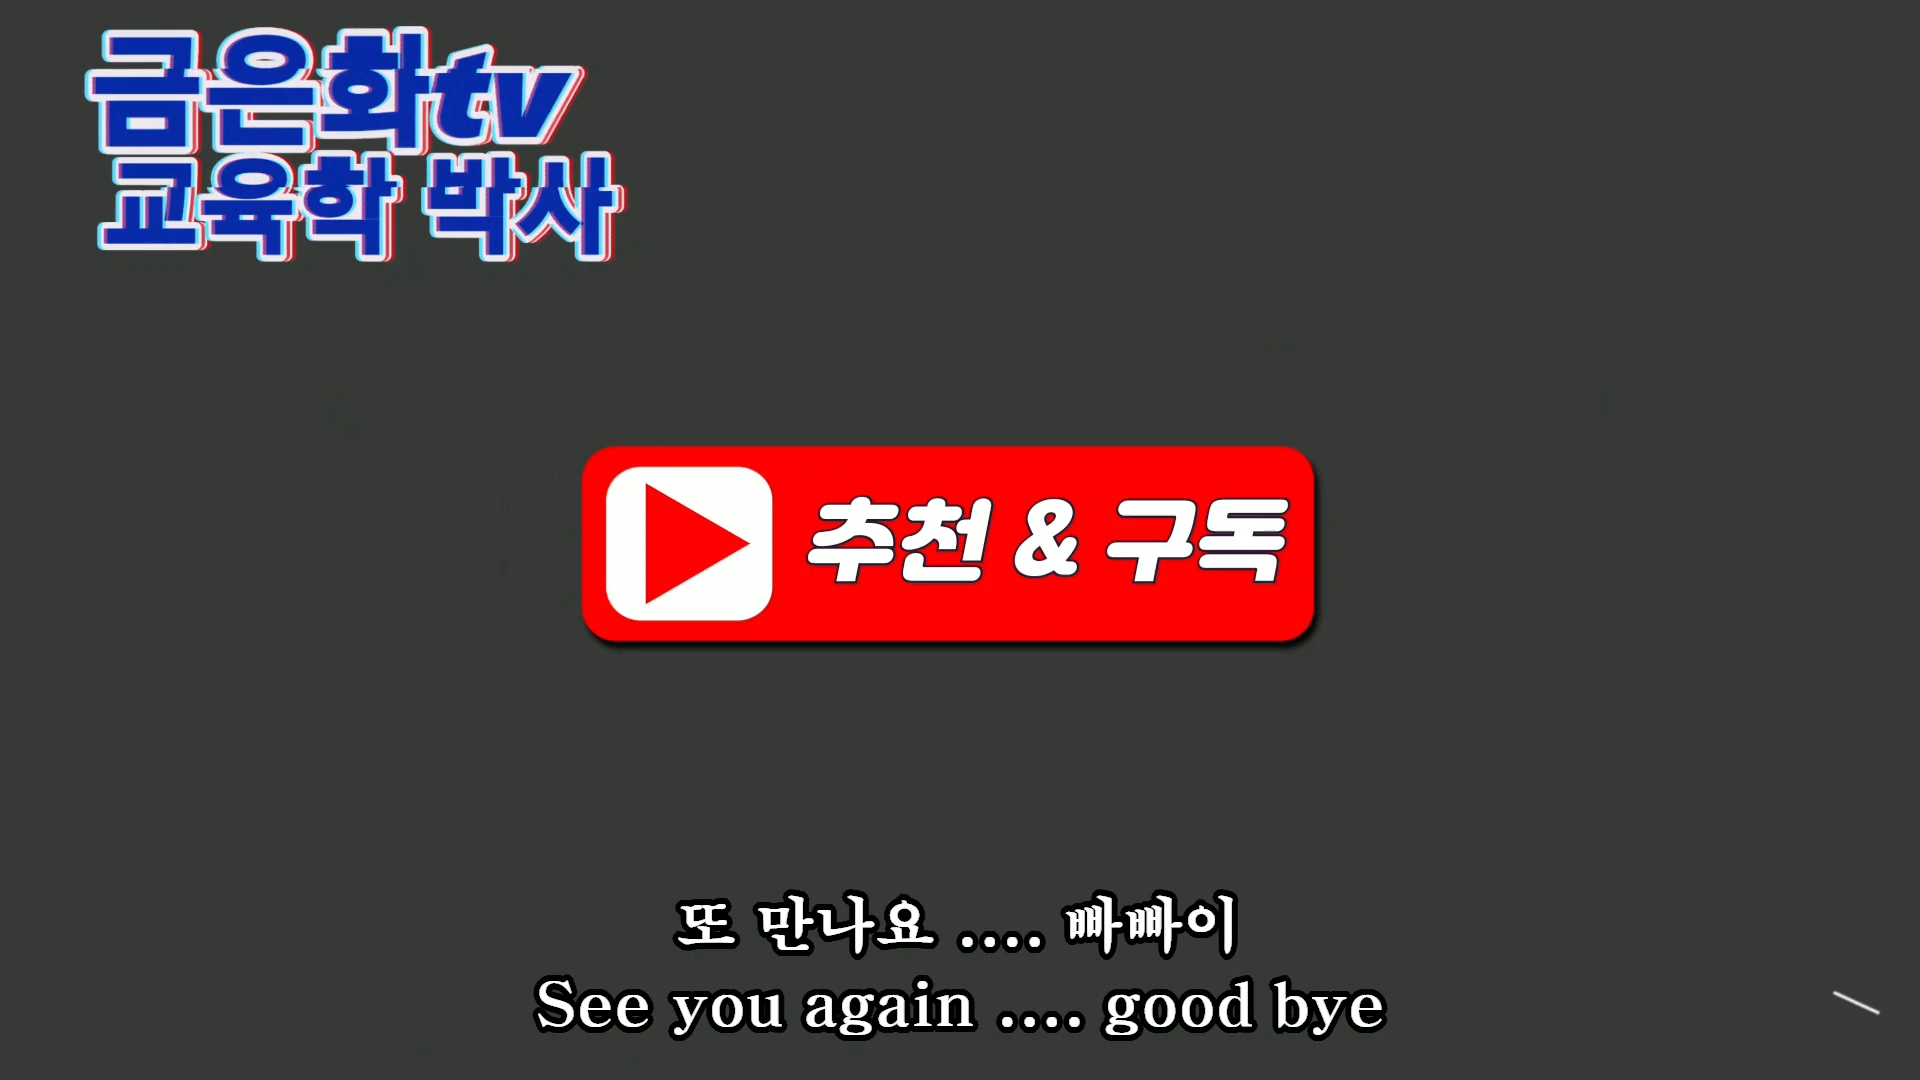 금은화tv
교육학 박사
추천 & 구독
또 만나요 .... 빠빠이
See you again .... good bye